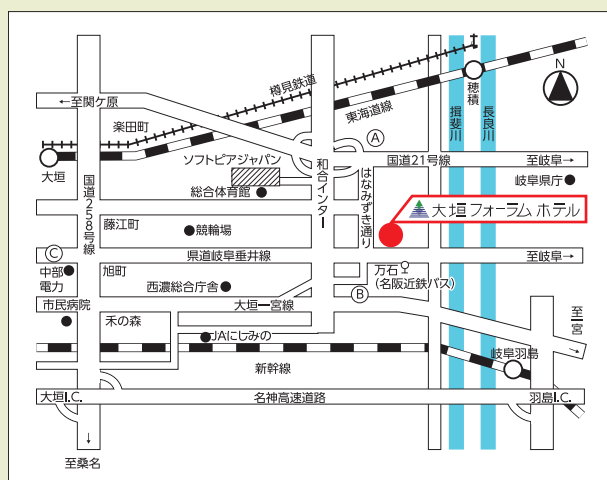 N
樽見鉄道
東海道線
穂積
←至関ケ原
楽田町
揖斐川
長良川
A
大垣
国道258号線
ソフトピアジャパン
総合体育館
和合インター
はなみずき通り
国道21号線
至岐阜→
岐阜県庁
大垣フォーラムホテル
藤江町
競輪場
C
県道岐阜垂井線
至岐阜→
中部
電力
旭町
西濃総合庁舎
万石
(名阪近鉄バス)
B
市民病院
禾の森
大垣一宮線
至一宮
→
JAにしみの
岐阜羽島
新幹線
大垣I.C.
名神高速道路
羽島I.C.
↓
至桑名